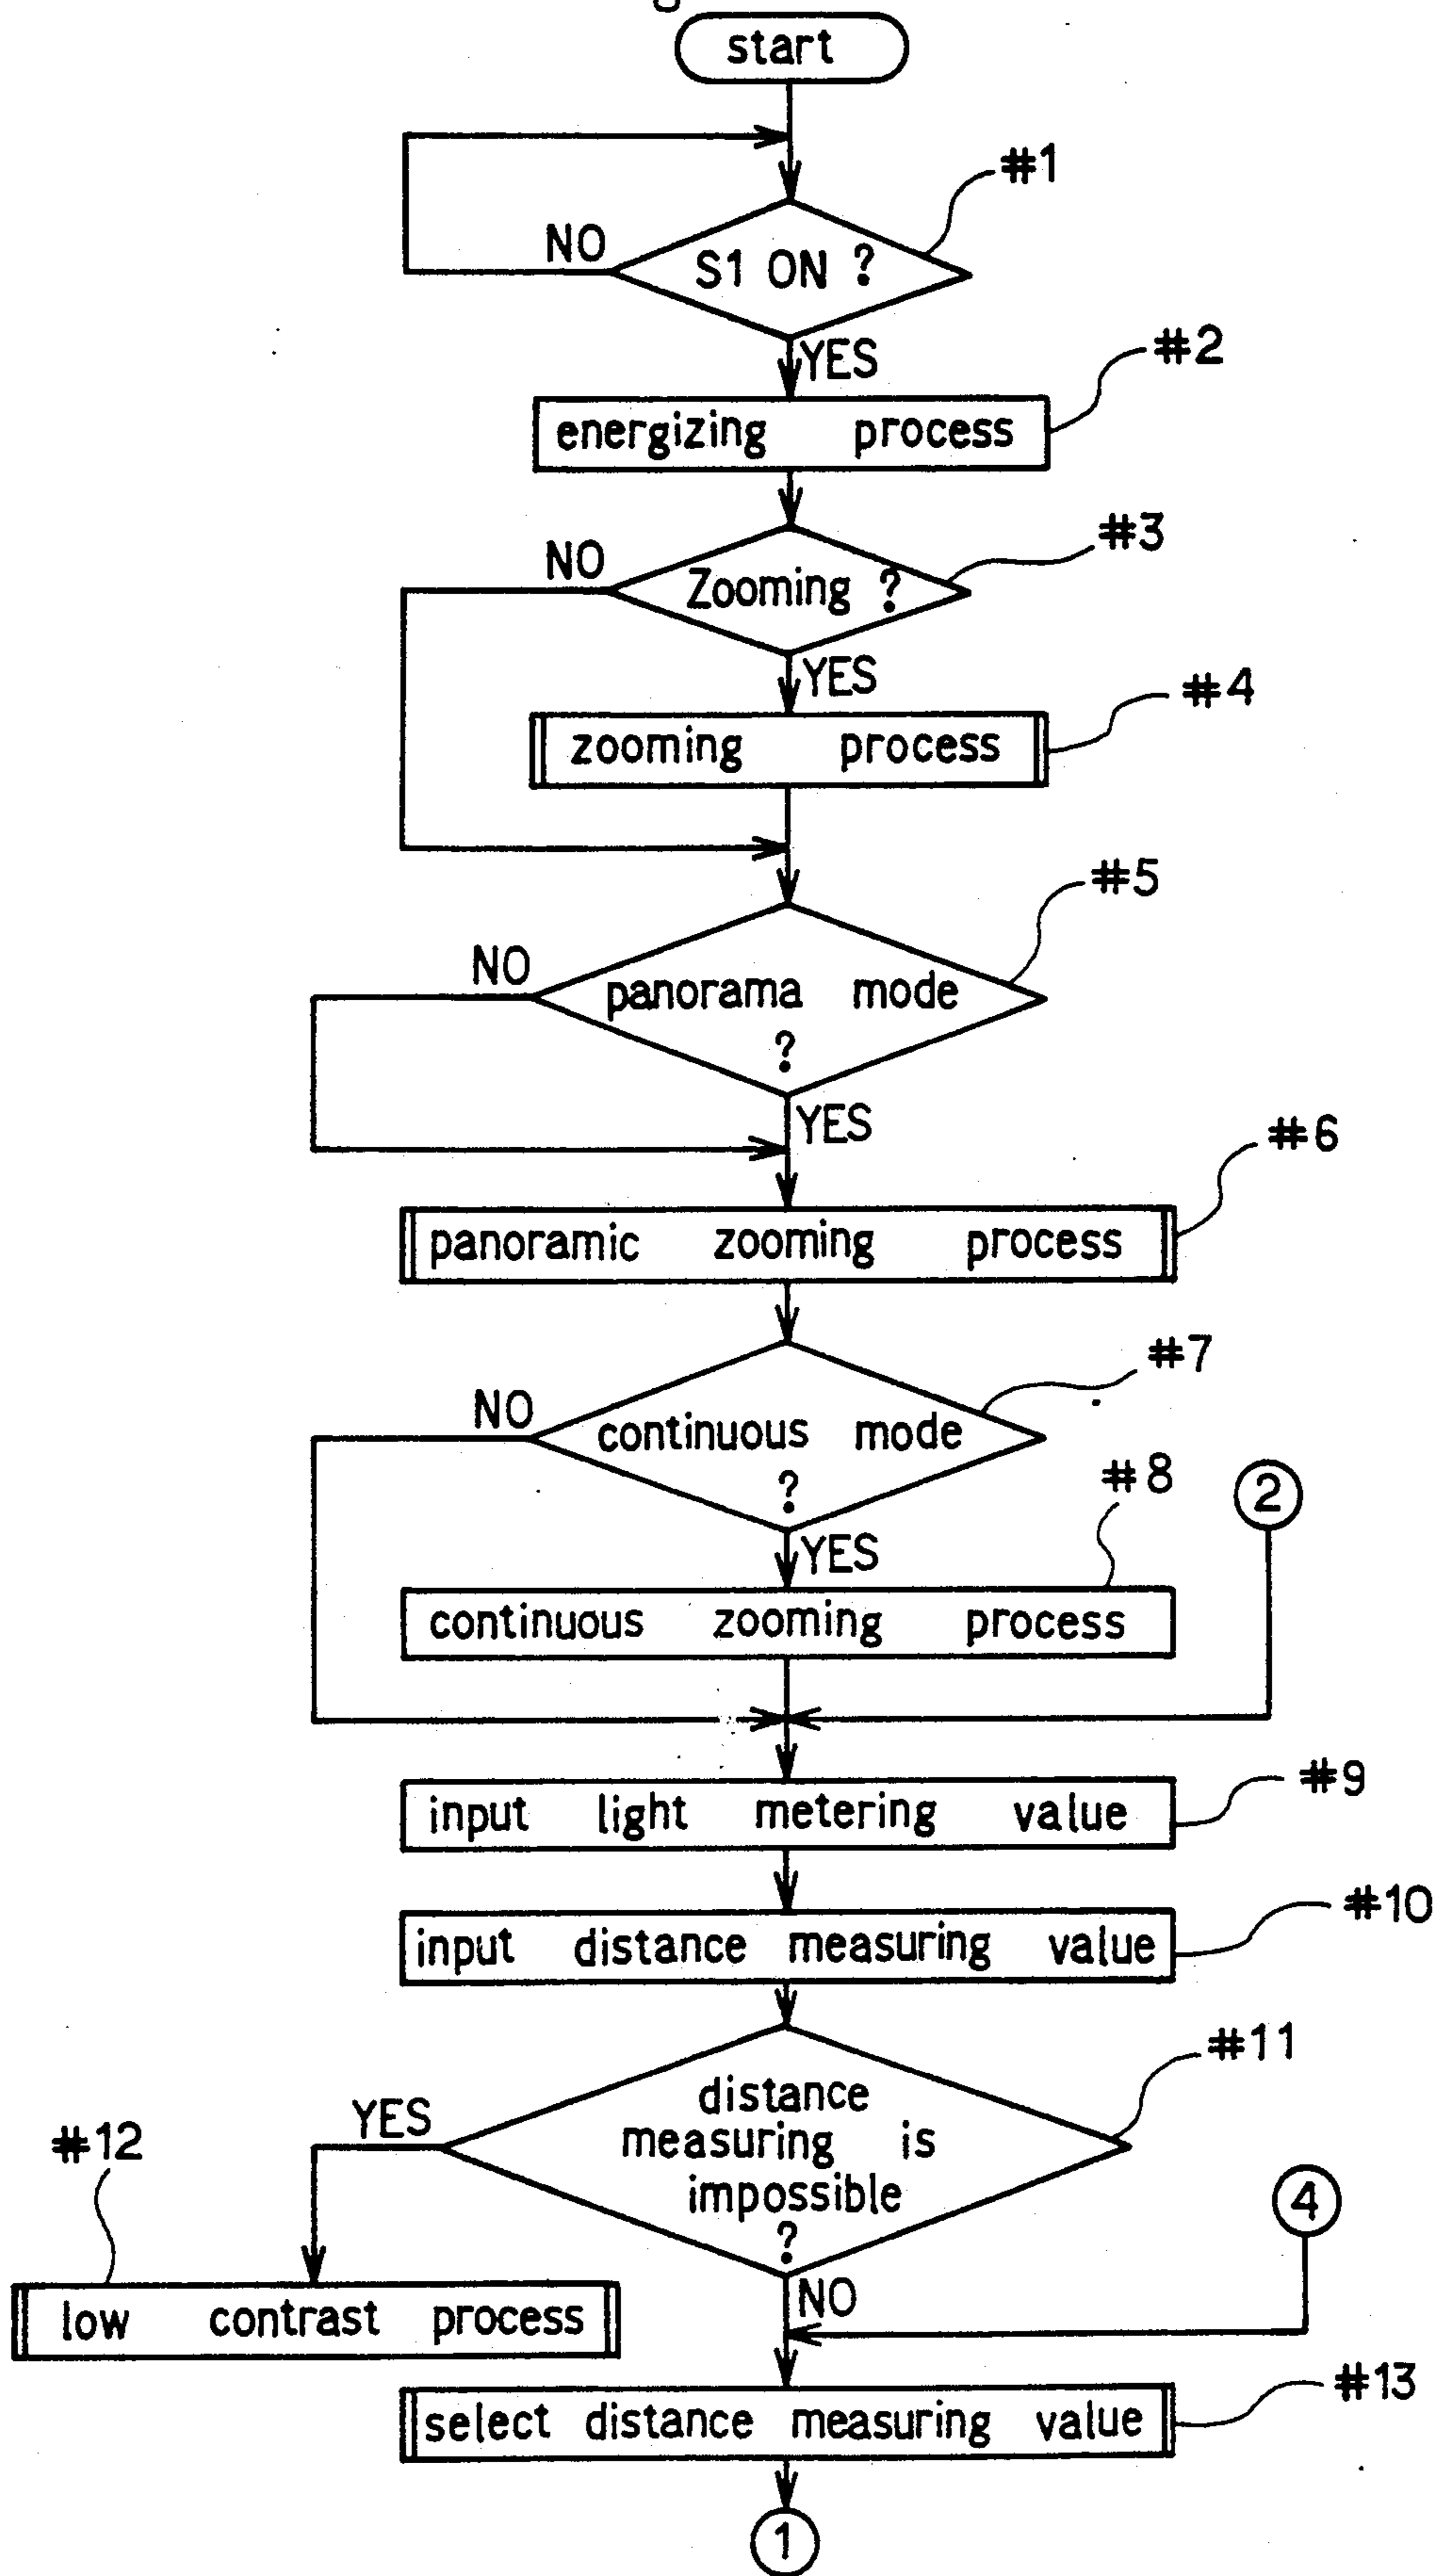 g
start
#1
NO
S1 ON ?
YES
#2
energizing process
#3
NO
Zooming ?
YES
#4
zooming process
#5
NO
panorama mode
?
YES
#6
panoramic zooming process
#7
NO
continuous mode
?
#8
2
YES
continuous zooming process
#9
input light metering value
#10
input distance measuring value
#11
distance
measuring is
impossible
?
YES
#12
4
NO
low contrast process
#13
select distance measuring value
1